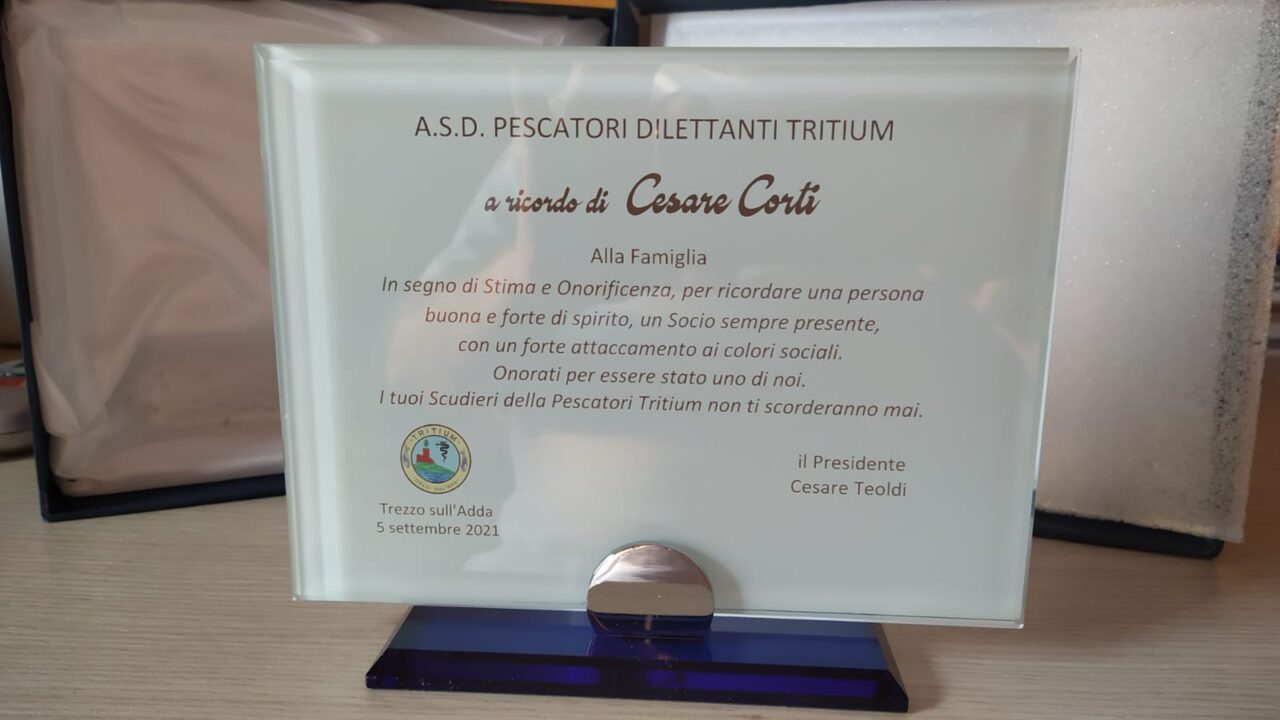 A.S.D. PESCATORI DILETTANTI TRITIUM
a ricordo di Cesare Corti
Alla Famiglia
In segno di Stima e Onorificenza, per ricordare una persona
buona e forte di spirito, un Socio sempre presente,
con un forte attaccamento ai colori sociali.
Onorati per essere stato uno di noi.
I tuoi Scudieri della Pescatori Tritium non ti scorderanno mai.
TRITIUM
il Presidente
Cesare Teoldi
Trezzo sull'Adda
5 settembre 2021